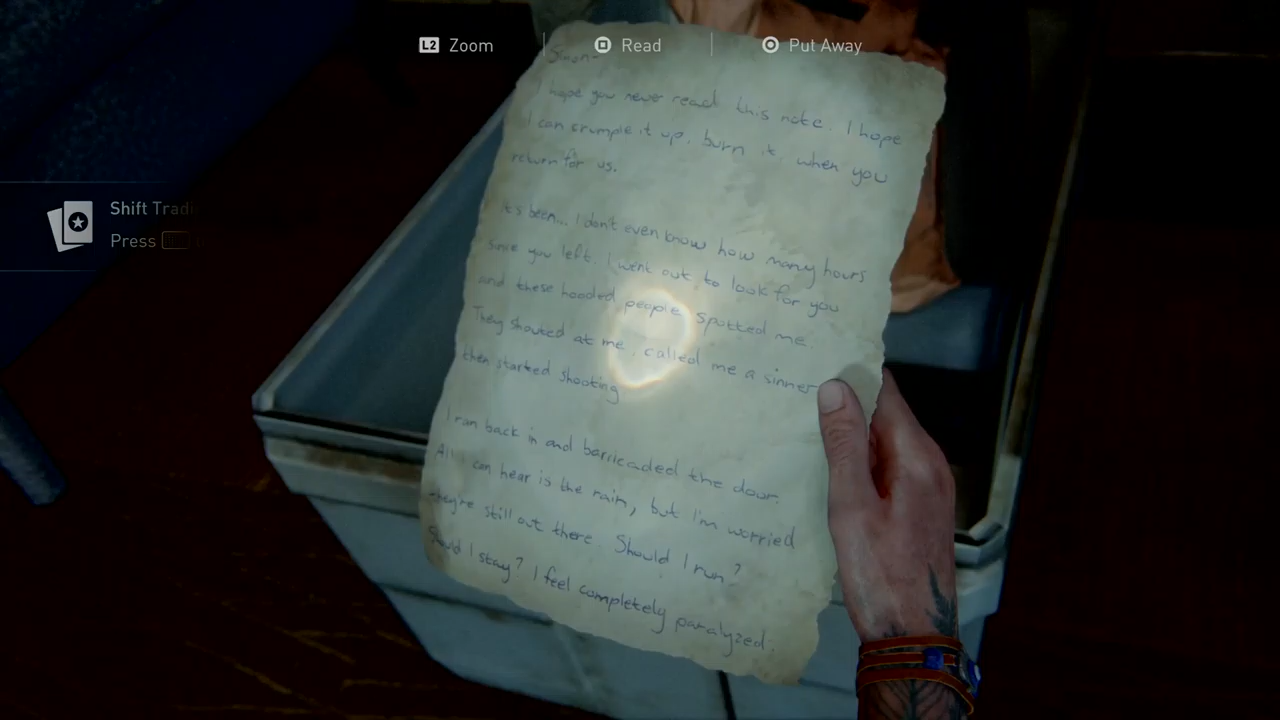 L2 Zoom
Read
Put Away
Shift Tradi
Press
Simon-
I hope you never read this note. I hope
I can crumple it up, burn it, when you
return for us.
It's been... I don't even know how many hours
since you left. I went out to look for you
and these hooded people spotted me.
They shouted at me, called me a sinner
then started shooting
I ran back in and barricaded the door.
All I can hear is the rain, but I'm worried
they're still out there. Should I run?
Should I stay? I feel completely paralyzed.